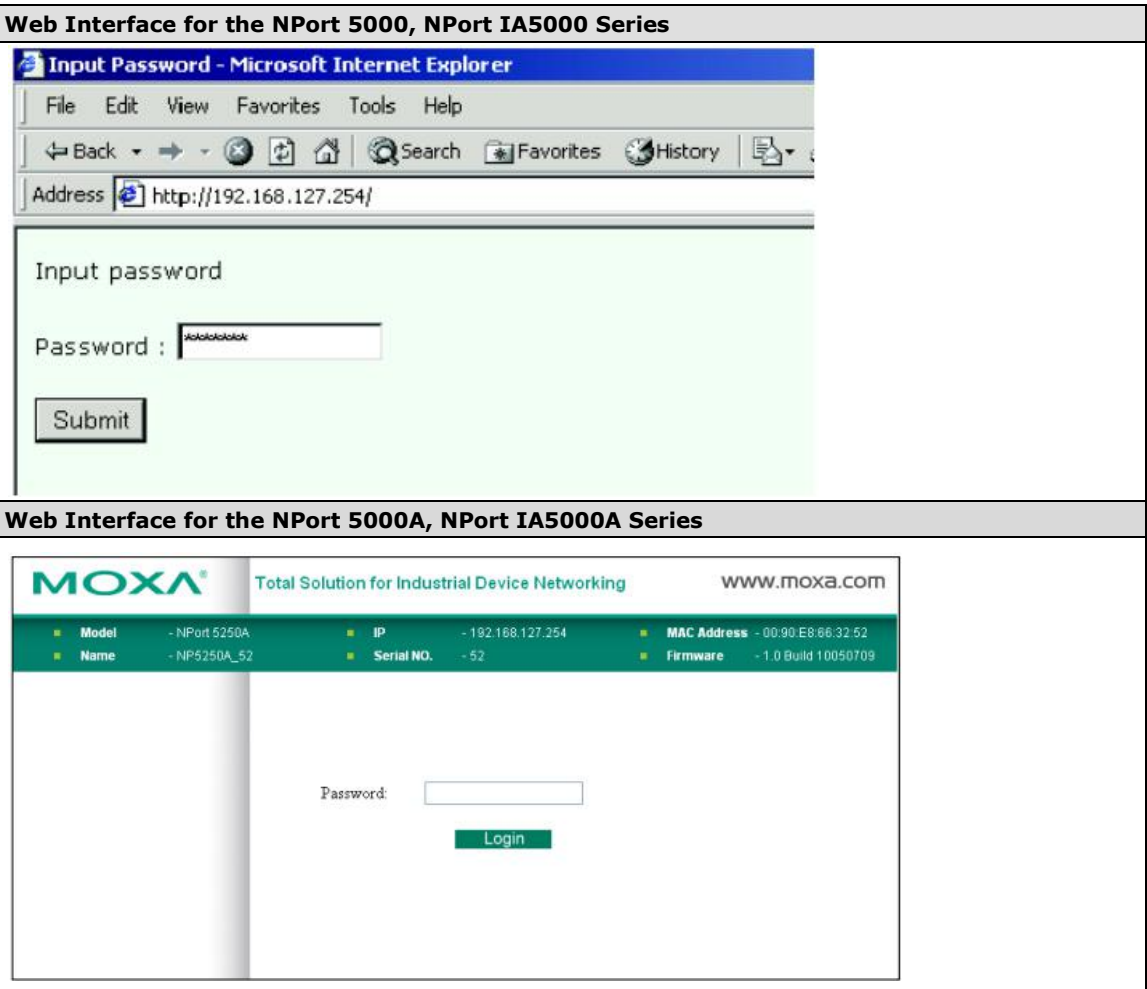 Web Interface for the NPort 5000, NPort IA5000 Series
Input Password - Microsoft Internet Explorer
File Edit View Favorites Tools Help
Back Search Favorites History
Address http://192.168.127.254/
Input password
Password : ********
Submit
Web Interface for the NPort 5000A, NPort IA5000A Series
MOXA® Total Solution for Industrial Device Networking www.moxa.com
Model - NPort 5250A IP - 192.168.127.254 MAC Address - 00:90:E8:66:32:52
Name - NP5250A_52 Serial NO. - 52 Firmware - 1.0 Build 10050709
Password:
Login